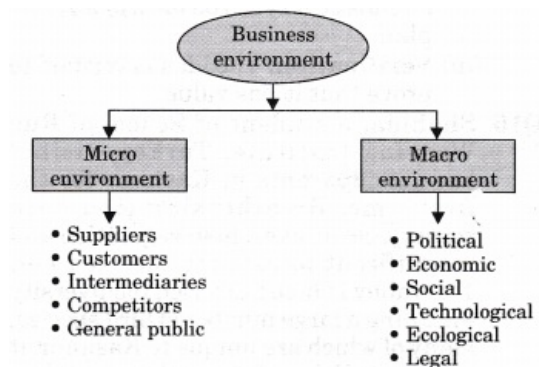 Business
environment
Micro
environment
Macro
environment
• Suppliers
• Customers
Intermediaries
• Competitors
• General public
• Political
• Economic
• Social
• Technological
• Ecological
• Legal